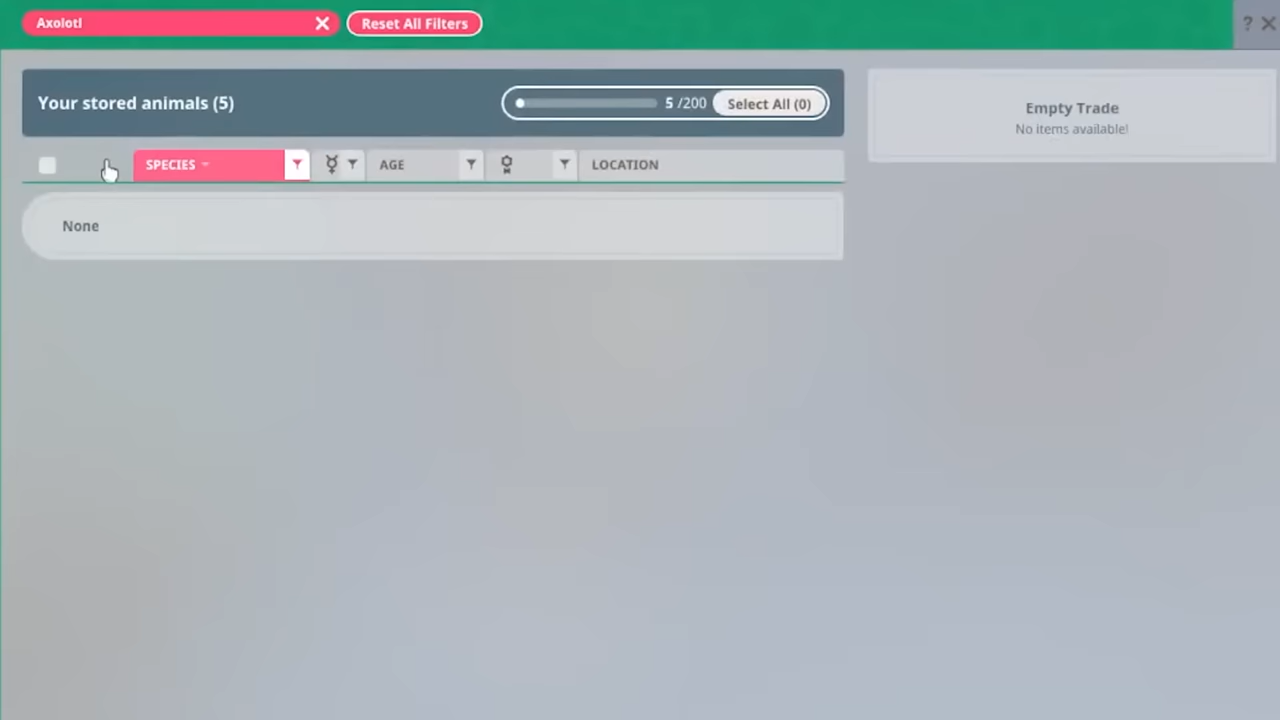 Axolotl
Reset All Filters
?
Your stored animals (5)
5 /200
Select All (0)
Empty Trade
No items available!
SPECIES
AGE
LOCATION
None